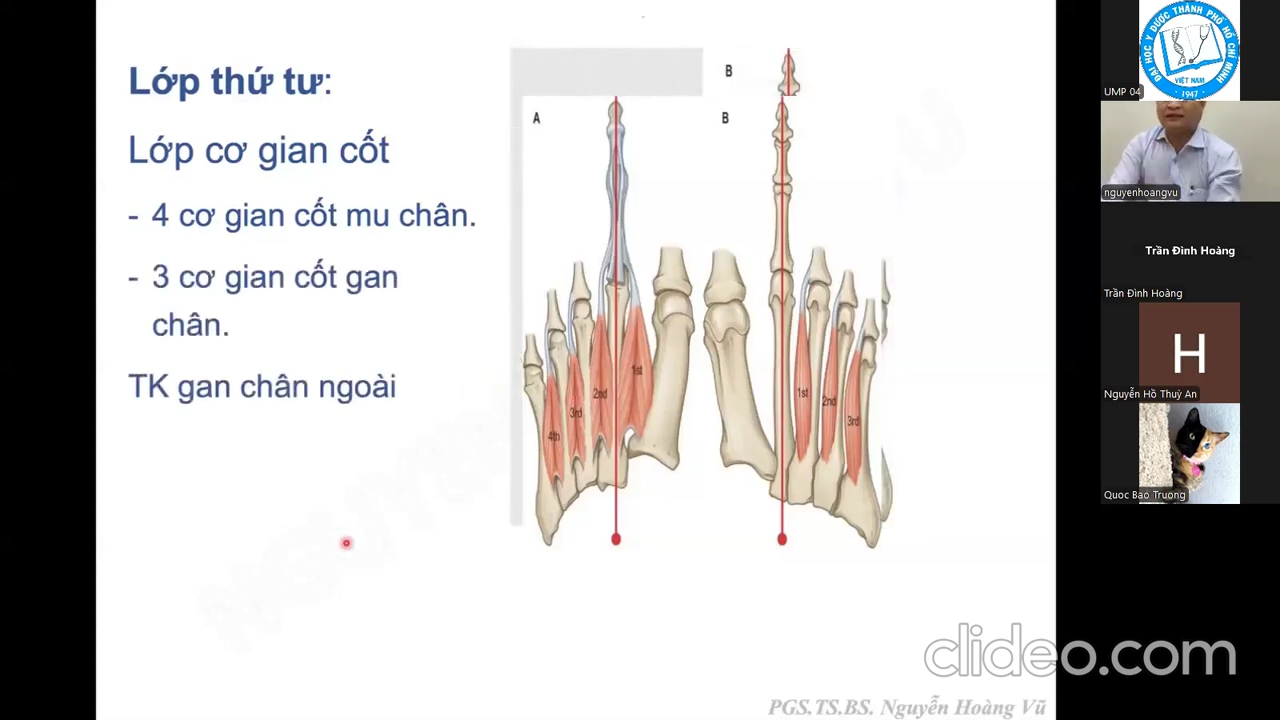 Lớp thứ tư:
Lớp cơ gian cốt
- 4 cơ gian cốt mu chân.
- 3 cơ gian cốt gan
chân.
TK gan chân ngoài
B
A
B
1st
2nd
3rd
4th
1st
2nd
3rd
PGS.TS.BS. Nguyễn Hoàng Vũ
clideo.com
ĐẠI HỌC Y DƯỢC THÀNH PHỐ HỒ CHÍ MINH
VIỆT NAM
1947
UMP 04
nguyenhoangvu
Trần Đình Hoàng
Trần Đình Hoàng
H
Nguyễn Hồ Thuỳ An
Quoc Bao Truong